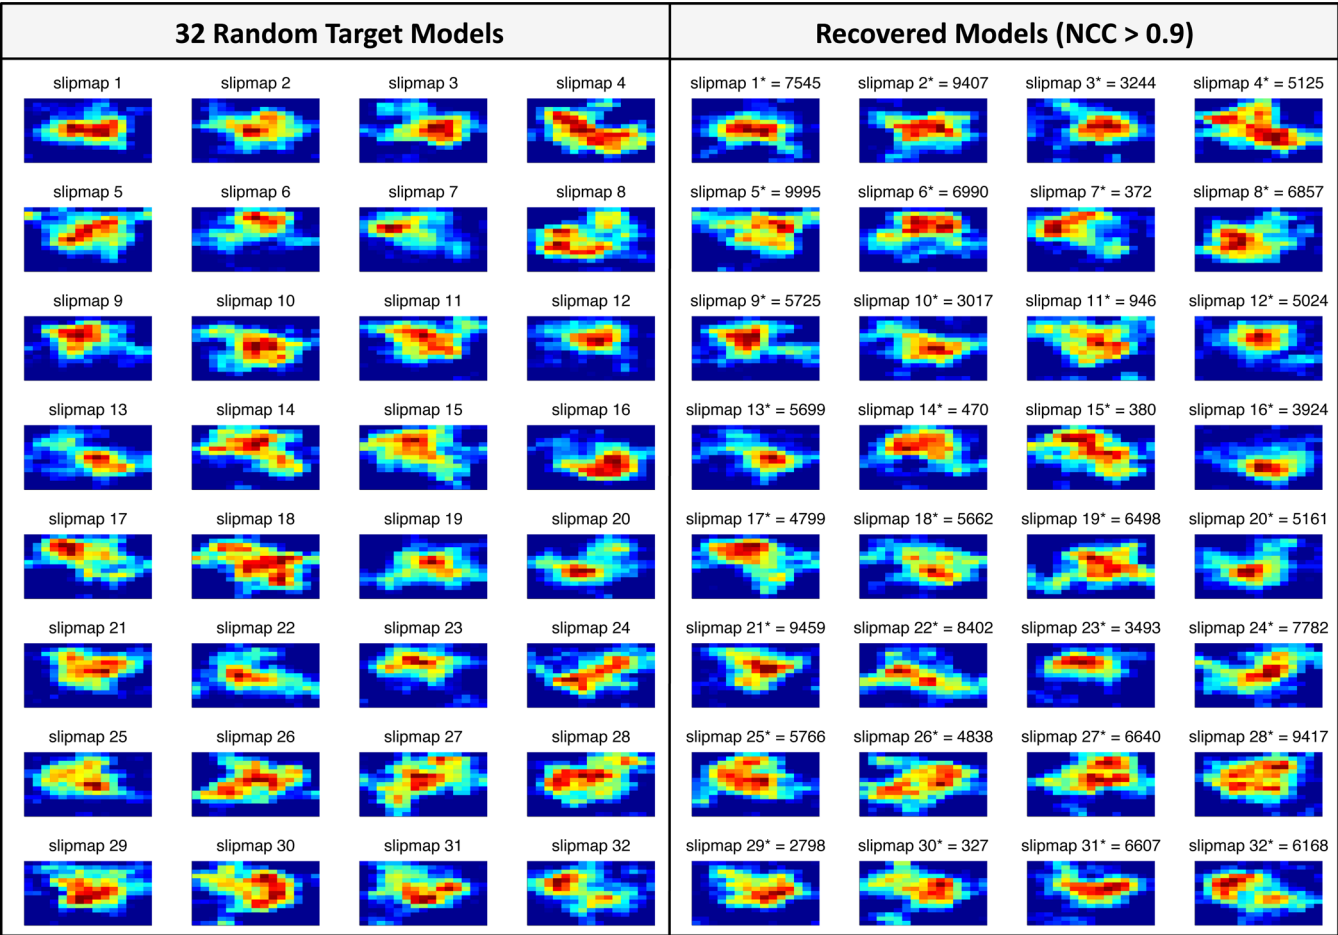 32 Random Target Models
Recovered Models (NCC > 0.9)
slipmap 1 slipmap 2 slipmap 3 slipmap 4
slipmap 1* = 7545 slipmap 2* = 9407 slipmap 3* = 3244 slipmap 4* = 5125
slipmap 5 slipmap 6 slipmap 7 slipmap 8
slipmap 5* = 9995 slipmap 6* = 6990 slipmap 7* = 372 slipmap 8* = 6857
slipmap 9 slipmap 10 slipmap 11 slipmap 12
slipmap 9* = 5725 slipmap 10* = 3017 slipmap 11* = 946 slipmap 12* = 5024
slipmap 13 slipmap 14 slipmap 15 slipmap 16
slipmap 13* = 5699 slipmap 14* = 470 slipmap 15* = 380 slipmap 16* = 3924
slipmap 17 slipmap 18 slipmap 19 slipmap 20
slipmap 17* = 4799 slipmap 18* = 5662 slipmap 19* = 6498 slipmap 20* = 5161
slipmap 21 slipmap 22 slipmap 23 slipmap 24
slipmap 21* = 9459 slipmap 22* = 8402 slipmap 23* = 3493 slipmap 24* = 7782
slipmap 25 slipmap 26 slipmap 27 slipmap 28
slipmap 25* = 5766 slipmap 26* = 4838 slipmap 27* = 6640 slipmap 28* = 9417
slipmap 29 slipmap 30 slipmap 31 slipmap 32
slipmap 29* = 2798 slipmap 30* = 327 slipmap 31* = 6607 slipmap 32* = 6168